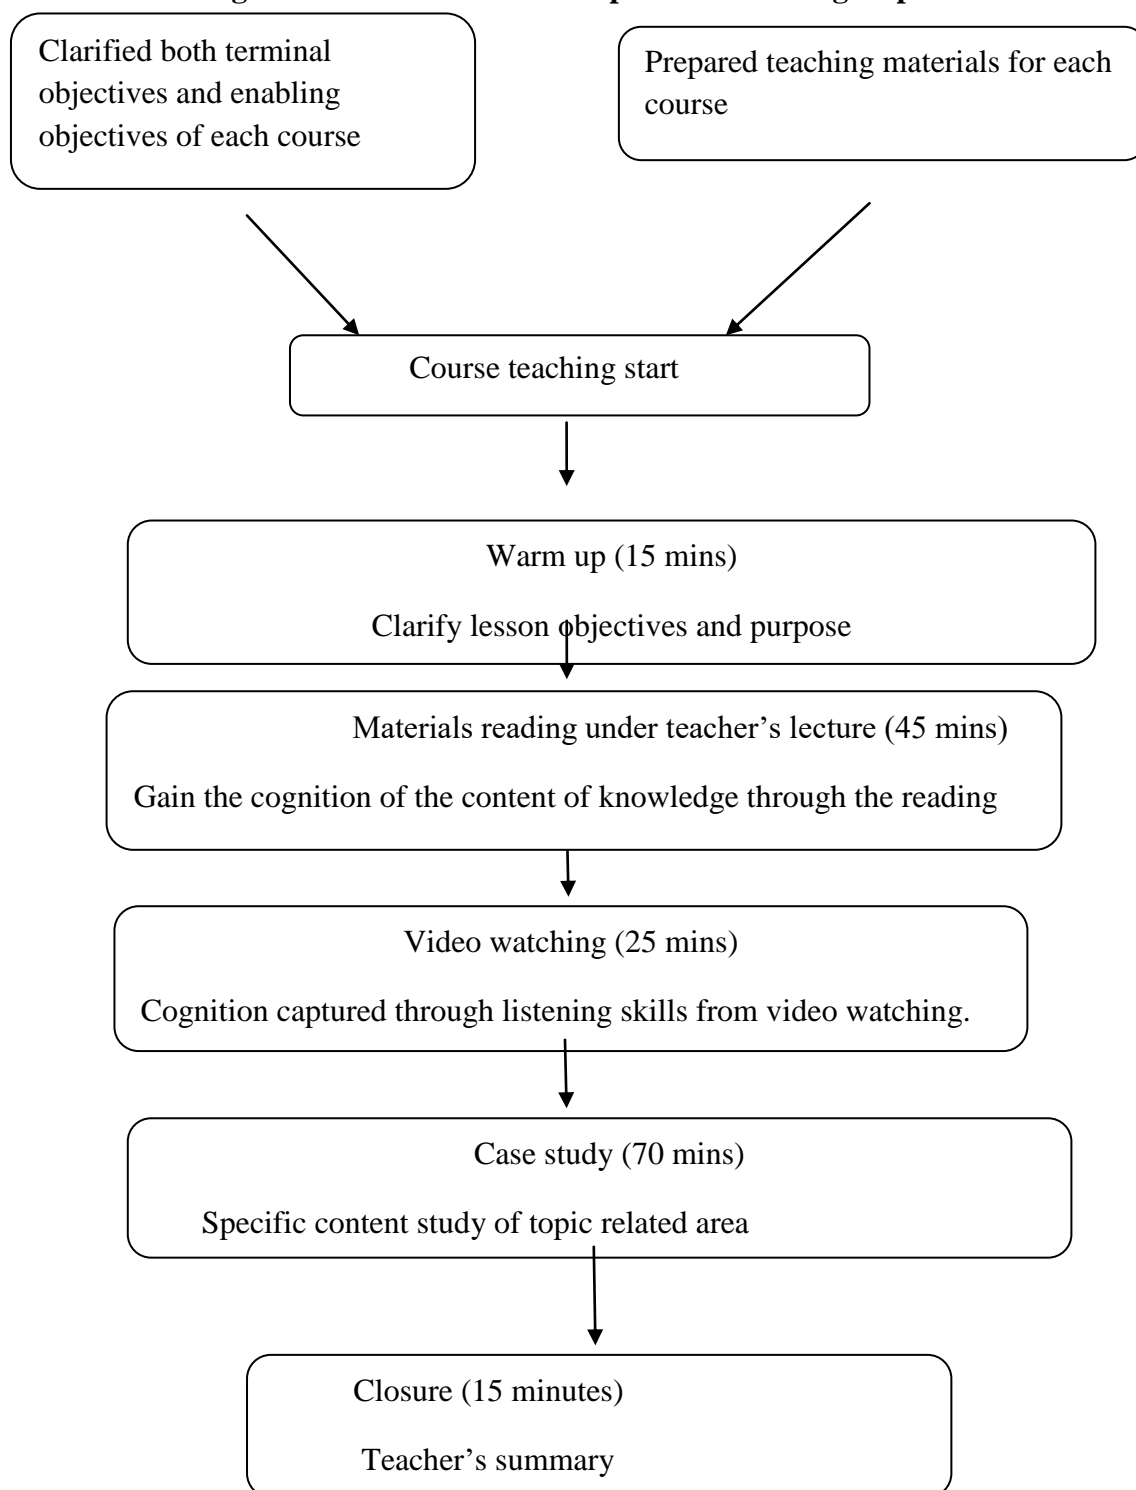 Clarified both terminal
objectives and enabling
objectives of each course
Prepared teaching materials for each
course
Course teaching start
Warm up (15 mins)
Clarify lesson objectives and purpose
Materials reading under teacher’s lecture (45 mins)
Gain the cognition of the content of knowledge through the reading
Video watching (25 mins)
Cognition captured through listening skills from video watching.
Case study (70 mins)
Specific content study of topic related area
Closure (15 minutes)
Teacher’s summary